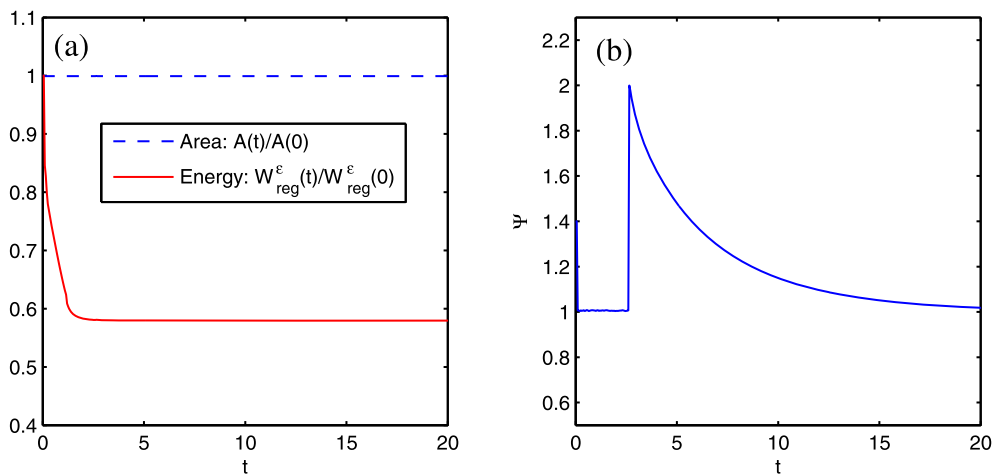 (a)
1.1
1
0.9
0.8
0.7
0.6
0.5
0.4
Area: A(t)/A(0)
Energy: W^ε_reg(t)/W^ε_reg(0)
0 5 10 15 20
t
(b)
2.2
2
1.8
1.6
1.4
1.2
1
0.8
0.6
Ψ
0 5 10 15 20
t